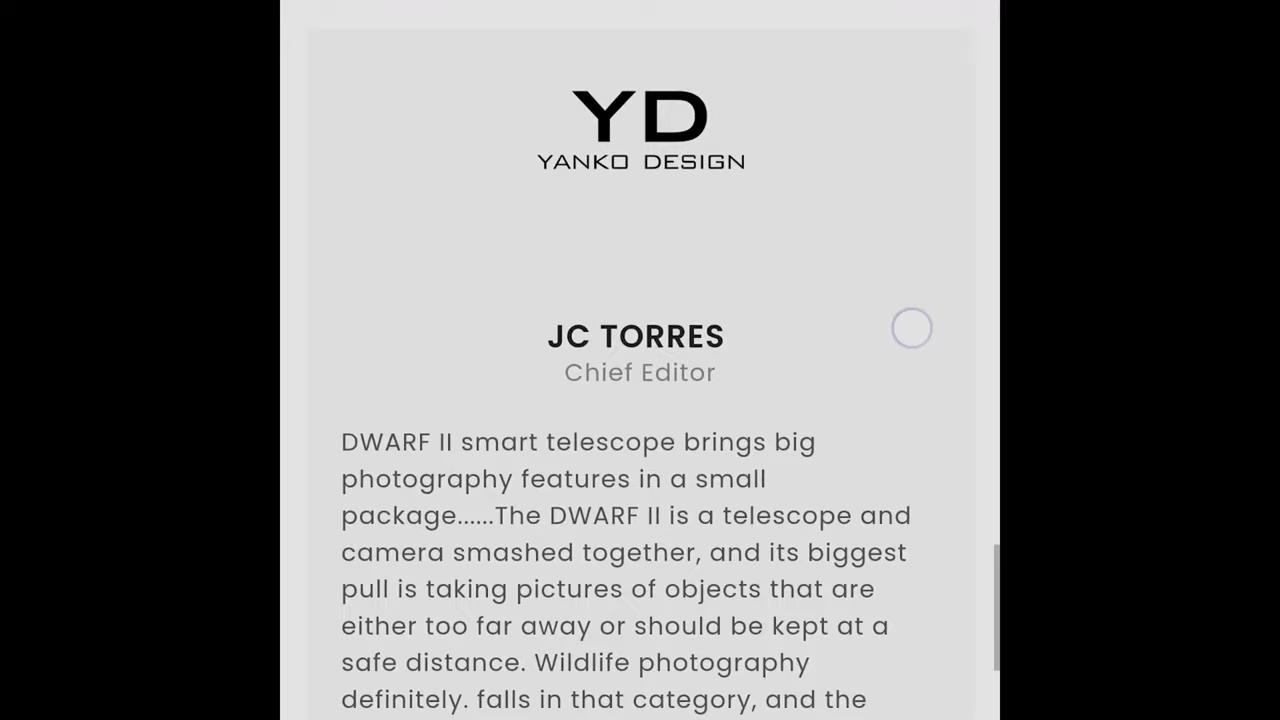 YD
YANKO DESIGN
JC TORRES
Chief Editor
DWARF II smart telescope brings big
photography features in a small
package......The DWARF II is a telescope and
camera smashed together, and its biggest
pull is taking pictures of objects that are
either too far away or should be kept at a
safe distance. Wildlife photography
definitely. falls in that category, and the